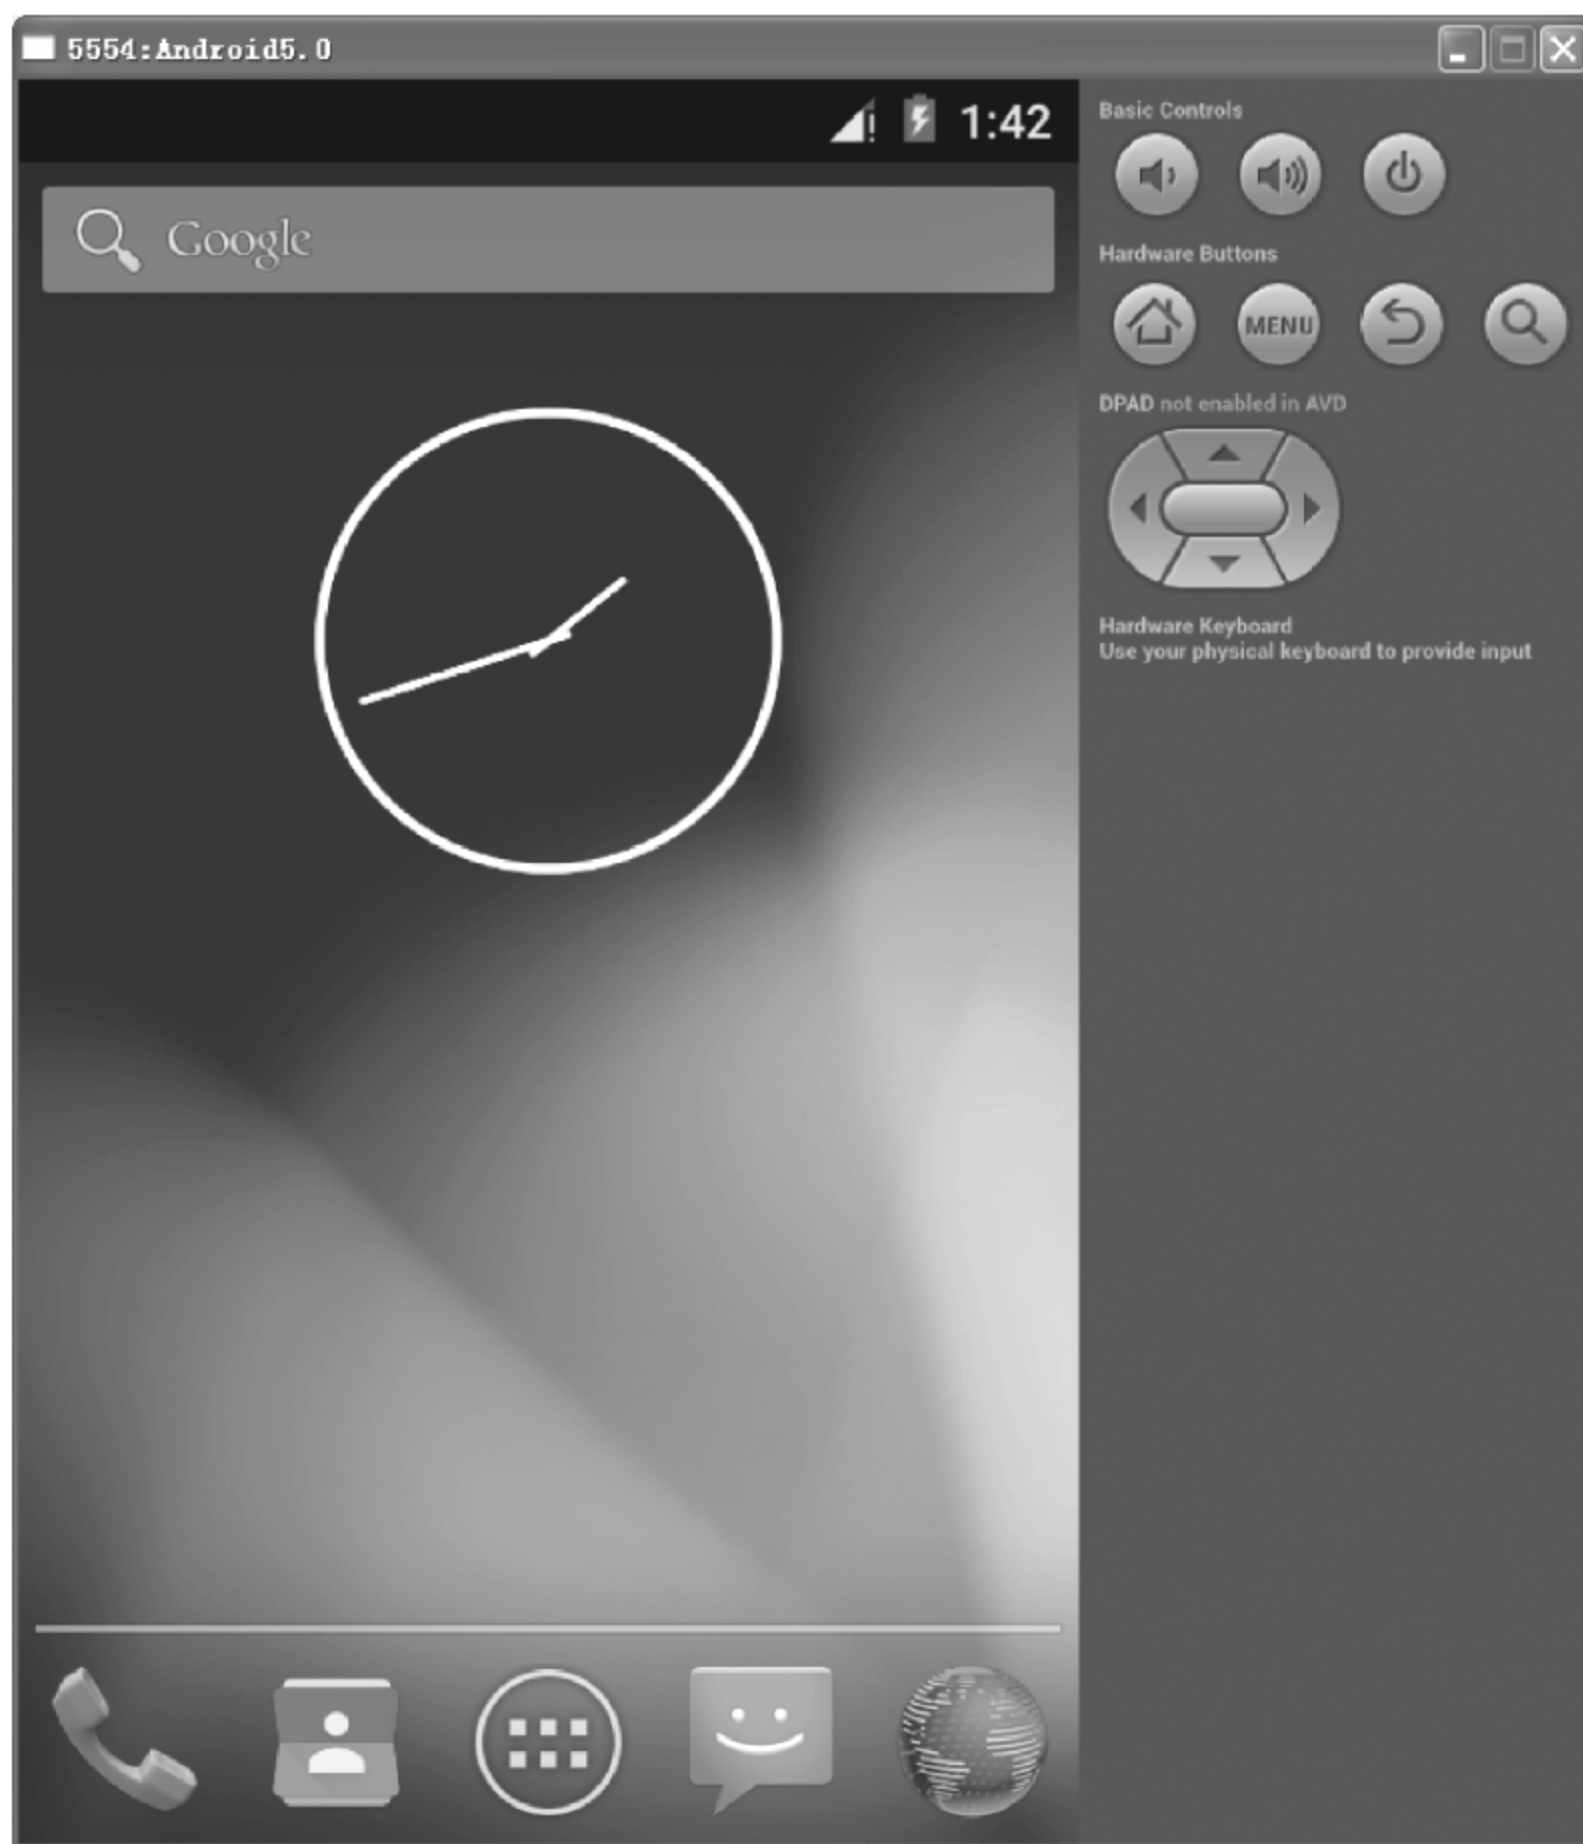 5554:Android5.0
1:42
Google
Basic Controls
Hardware Buttons
MENU
DPAD not enabled in AVD
Hardware Keyboard
Use your physical keyboard to provide input